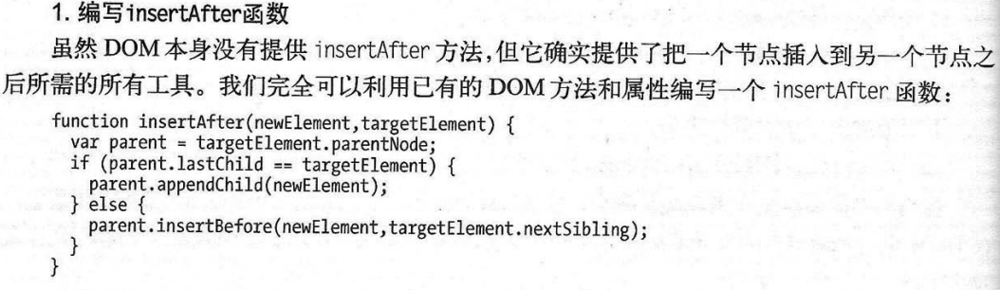 1. 编写insertAfter函数
虽然 DOM 本身没有提供 insertAfter 方法,但它确实提供了把一个节点插入到另一个节点之
后所需的所有工具。我们完全可以利用已有的 DOM 方法和属性编写一个 insertAfter 函数:
function insertAfter(newElement,targetElement) {
  var parent = targetElement.parentNode;
  if (parent.lastChild == targetElement) {
    parent.appendChild(newElement);
  } else {
    parent.insertBefore(newElement,targetElement.nextSibling);
  }
}